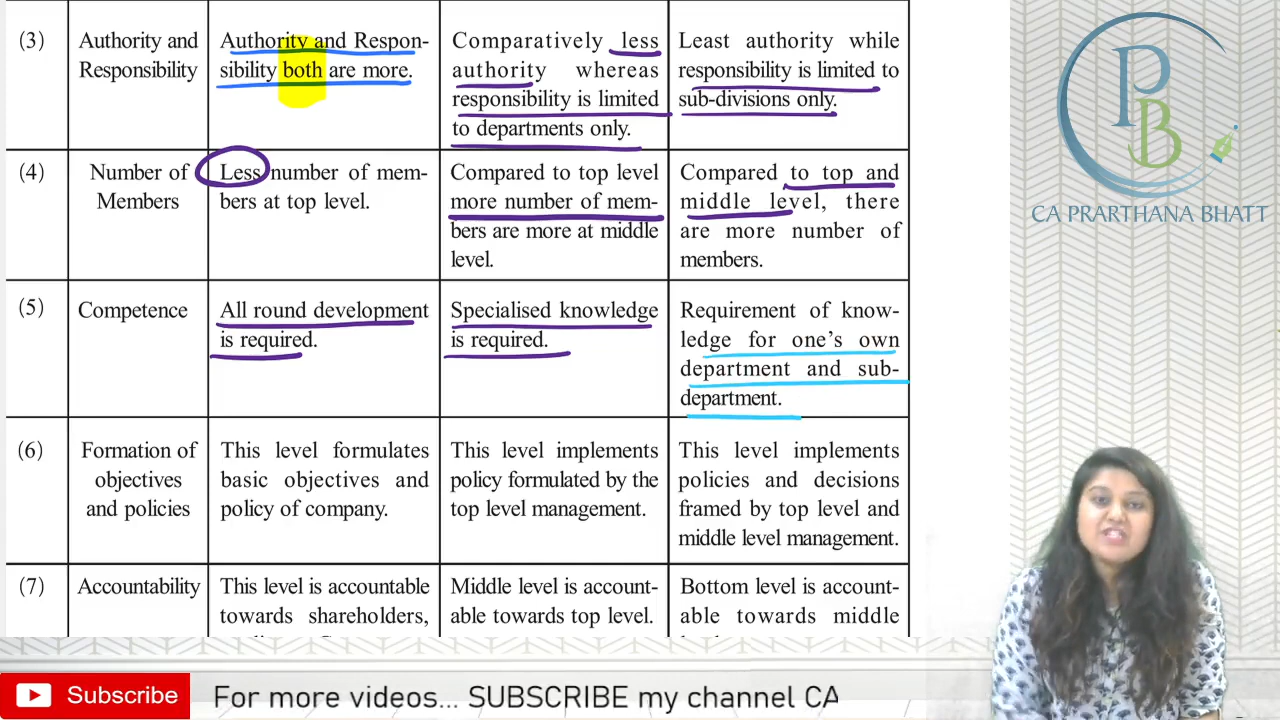 (3)
Authority and
Responsibility
Authority and Respon-
sibility both are more.
Comparatively less
authority whereas
responsibility is limited
to departments only.
Least authority while
responsibility is limited to
sub-divisions only.
(4)
Number of
Members
Less number of mem-
bers at top level.
Compared to top level
more number of mem-
bers are more at middle
level.
Compared to top and
middle level, there
are more number of
members.
(5)
Competence
All round development
is required.
Specialised knowledge
is required.
Requirement of know-
ledge for one's own
department and sub-
department.
(6)
Formation of
objectives
and policies
This level formulates
basic objectives and
policy of company.
This level implements
policy formulated by the
top level management.
This level implements
policies and decisions
framed by top level and
middle level management.
(7)
Accountability
This level is accountable
towards shareholders,
Middle level is account-
able towards top level.
Bottom level is account-
able towards middle
PB
CA PRARTHANA BHATT
Subscribe
For more videos... SUBSCRIBE my channel CA